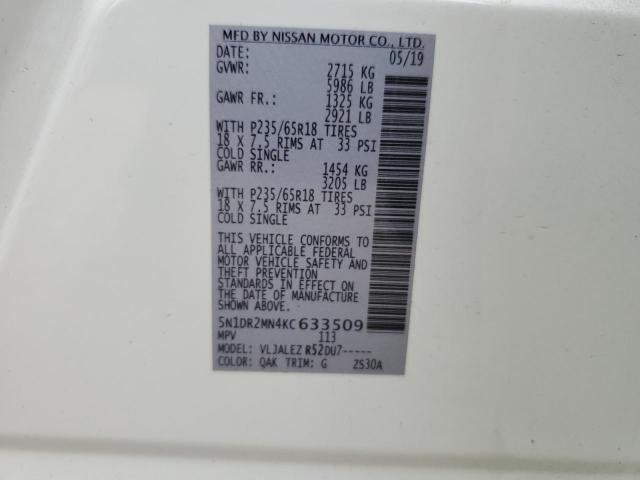 MFD BY NISSAN MOTOR CO., LTD.
DATE: 05/19
GVWR: 2715 KG
5986 LB
GAWR FR.: 1325 KG
2921 LB
WITH P235/65R18 TIRES
18 X 7.5 RIMS AT 33 PSI
COLD SINGLE
GAWR RR.: 1454 KG
3205 LB
WITH P235/65R18 TIRES
18 X 7.5 RIMS AT 33 PSI
COLD SINGLE
THIS VEHICLE CONFORMS TO
ALL APPLICABLE FEDERAL
MOTOR VEHICLE SAFETY AND
THEFT PREVENTION
STANDARDS IN EFFECT ON
THE DATE OF MANUFACTURE
SHOWN ABOVE.
5N1DR2MN4KC633509
MPV 113
MODEL: VLJALEZ R52DU7-----
COLOR: QAK TRIM: G ZS30A